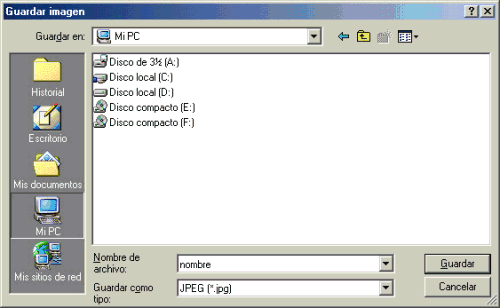 Guardar imagen
Guardar en: Mi PC
Historial
Escritorio
Mis documentos
Mi PC
Mis sitios de red
Disco de 3½ (A:)
Disco local (C:)
Disco local (D:)
Disco compacto (E:)
Disco compacto (F:)
Nombre de
archivo:
nombre
Guardar
Guardar como
tipo:
JPEG (*.jpg)
Cancelar